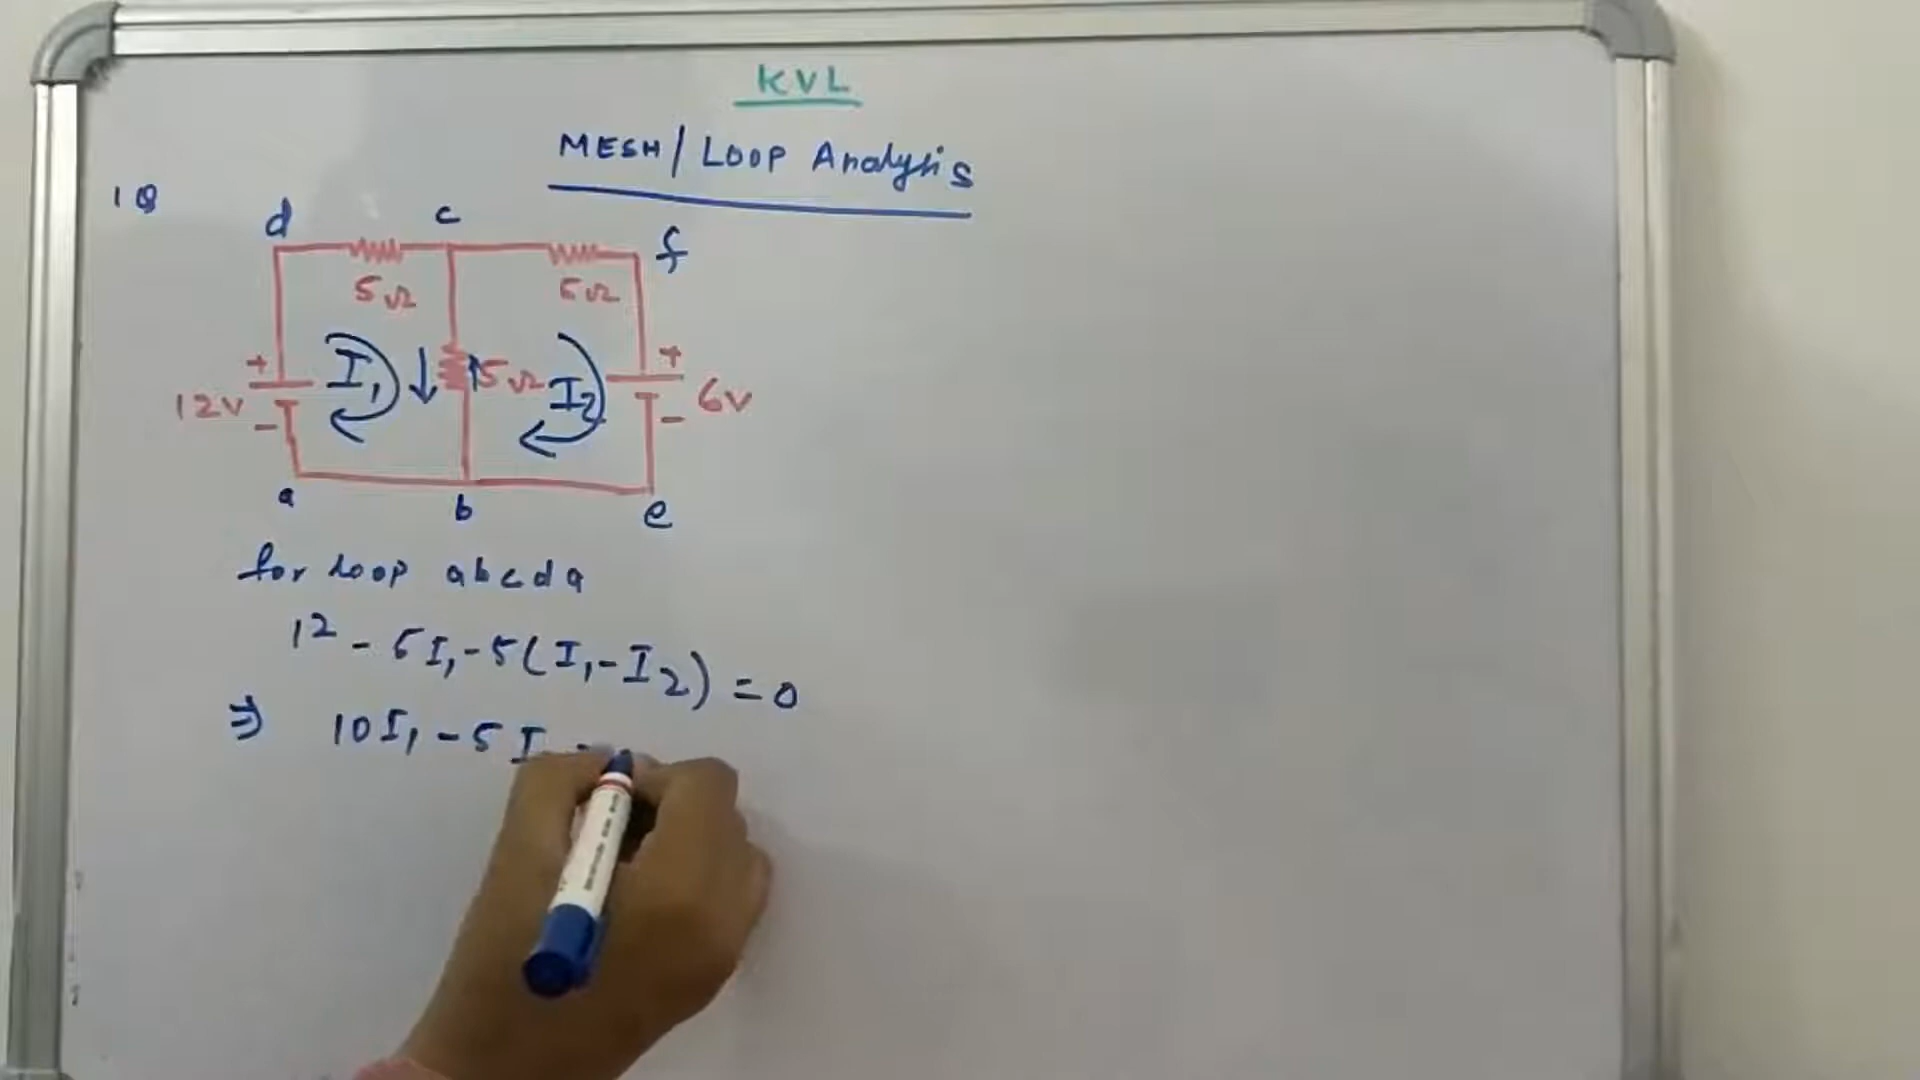 KVL
MESH / LOOP Analysis
1Q
d c f
5Ω 5Ω
+ I₁ 5Ω I₂ +
12V 6V
- -
a b e
for loop abcda
12 - 5I₁ - 5(I₁ - I₂) = 0
⇒ 10I₁ - 5I